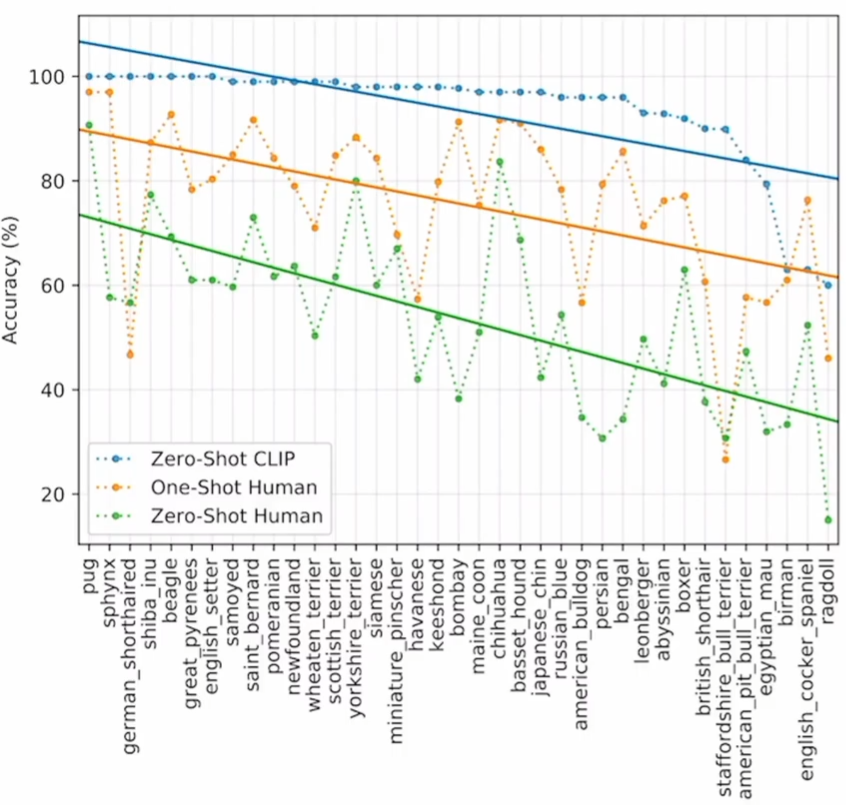 Accuracy (%)
100
80
60
40
20
Zero-Shot CLIP
One-Shot Human
Zero-Shot Human
pug
sphynx
german_shorthaired
shiba_inu
beagle
great_pyrenees
english_setter
samoyed
saint_bernard
pomeranian
newfoundland
wheaten_terrier
scottish_terrier
yorkshire_terrier
siamese
miniature_pinscher
havanese
keeshond
bombay
maine_coon
chihuahua
basset_hound
japanese_chin
russian_blue
american_bulldog
persian
bengal
leonberger
abyssinian
boxer
british_shorthair
staffordshire_bull_terrier
american_pit_bull_terrier
egyptian_mau
birman
english_cocker_spaniel
ragdoll